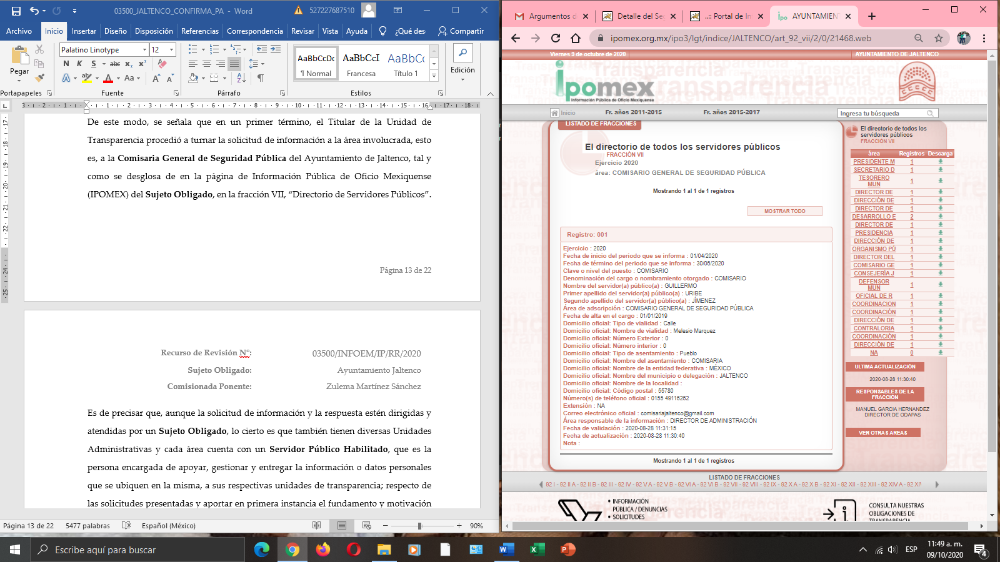 03500_JALTENCO_CONFIRMA_PA - Word
527227687510
Archivo
Inicio
Insertar
Diseño
Disposición
Referencias
Correspondencia
Revisar
Vista
Ayuda
¿Qué des
Compartir
Pegar
Palatino Linotype
12
N K S abc x₂ x²
Aa
AaBbCcDc
¶ Normal
AaBbCcI
Francesa
AaBbC(
Título 1
Edición
Portapapeles
Fuente
Párrafo
Estilos
De este modo, se señala que en un primer término, el Titular de la Unidad de
Transparencia procedió a turnar la solicitud de información a la área involucrada, esto
es, a la Comisaria General de Seguridad Pública del Ayuntamiento de Jaltenco, tal y
como se desglosa de en la página de Información Pública de Oficio Mexiquense
(IPOMEX) del Sujeto Obligado, en la fracción VII, “Directorio de Servidores Públicos”.
Página 13 de 22
Recurso de Revisión N°: 03500/INFOEM/IP/RR/2020
Sujeto Obligado: Ayuntamiento Jaltenco
Comisionada Ponente: Zulema Martínez Sánchez
Es de precisar que, aunque la solicitud de información y la respuesta estén dirigidas y
atendidas por un Sujeto Obligado, lo cierto es que también tienen diversas Unidades
Administrativas y cada área cuenta con un Servidor Público Habilitado, que es la
persona encargada de apoyar, gestionar y entregar la información o datos personales
que se ubiquen en la misma, a sus respectivas unidades de transparencia; respecto de
las solicitudes presentadas y aportar en primera instancia el fundamento y motivación
Página 13 de 22
5477 palabras
Español (México)
90%
Argumentos d
Detalle del Se
..:: Portal de In
AYUNTAMIEN
ipomex.org.mx/ipo3/lgt/indice/JALTENCO/art_92_vii/2/0/21468.web
Viernes 9 de octubre de 2020
AYUNTAMIENTO DE JALTENCO
ipomex
Información Pública de Oficio Mexiquense
Transparencia
Inicio
Fr. años 2011-2015
Fr. años 2015-2017
Ingresa tu búsqueda
LISTADO DE FRACCIONES
El directorio de todos los servidores públicos
FRACCIÓN VII
Ejercicio 2020
área: COMISARIO GENERAL DE SEGURIDAD PÚBLICA
Mostrando 1 al 1 de 1 registros
MOSTRAR TODO
Registro: 001
Ejercicio : 2020
Fecha de inicio del periodo que se informa : 01/04/2020
Fecha de término del periodo que se informa : 30/06/2020
Clave o nivel del puesto : COMISARIO
Denominación del cargo o nombramiento otorgado : COMISARIO
Nombre del servidor(a) público(a) : GUILLERMO
Primer apellido del servidor(a) público(a) : URIBE
Segundo apellido del servidor(a) público(a) : JÍMENEZ
Área de adscripción : COMISARIO GENERAL DE SEGURIDAD PÚBLICA
Fecha de alta en el cargo : 01/01/2019
Domicilio oficial: Tipo de vialidad : Calle
Domicilio oficial: Nombre de vialidad : Melesio Marquez
Domicilio oficial: Número Exterior : 0
Domicilio oficial: Número interior : 0
Domicilio oficial: Tipo de asentamiento : Pueblo
Domicilio oficial: Nombre del asentamiento : COMISARIA
Domicilio oficial: Nombre de la entidad federativa : MÉXICO
Domicilio oficial: Nombre del municipio o delegación : JALTENCO
Domicilio oficial: Nombre de la localidad :
Domicilio oficial: Código postal : 55780
Número(s) de teléfono oficial : 0155 49116262
Extensión : NA
Correo electrónico oficial : comisariajaltenco@gmail.com
Área responsable de la información : DIRECTOR DE ADMINISTRACIÓN
Fecha de validación : 2020-08-28 11:31:15
Fecha de actualización : 2020-08-28 11:30:40
Nota :
Mostrando 1 al 1 de 1 registros
El directorio de todos los
servidores públicos
FRACCIÓN VII
área Registros Descarga
PRESIDENTE M 1
SECRETARIO D 1
TESORERO
MUN 1
DIRECTOR DE 1
DIRECCIÓN DE 1
DIRECTOR DE 1
DESARROLLO E 2
DIRECTOR DE 1
PRESIDENCIA 1
DIRECCIÓN DE 1
ORGANISMO PÚ 1
DIRECTOR DEL 1
COMISARIO GE 1
CONSEJERÍA J 1
DEFENSOR
MUN 1
OFICIAL DE R 1
COORDINACION 1
COORDINACIÓN 1
DIRECCIÓN DE 1
CONTRALORIA 1
COORDINACIÓN 1
DIRECCIÓN DE 1
NA 0
ULTIMA ACTUALIZACIÓN
2020-08-28 11:30:40
RESPONSABLES DE LA
FRACCIÓN
MANUEL GARCIA HERNANDEZ
DIRECTOR DE ODAPAS
VER OTRAS AREAS
LISTADO DE FRACCIONES
92 I - 92 II A - 92 II B - 92 III - 92 IV - 92 V A - 92 V B - 92 VI A - 92 VI B - 92 VII - 92 VIII - 92 IX - 92 X A - 92 X B - 92 XI - 92 XII - 92 XIII - 92 XIV A - 92 XIV
• INFORMACIÓN
PÚBLICA / DENUNCIAS
• SOLICITUDES
CONSULTA NUESTRAS
OBLIGACIONES DE
TRANSPARENCIA
Escribe aquí para buscar
ESP
11:49 a. m.
09/10/2020
4